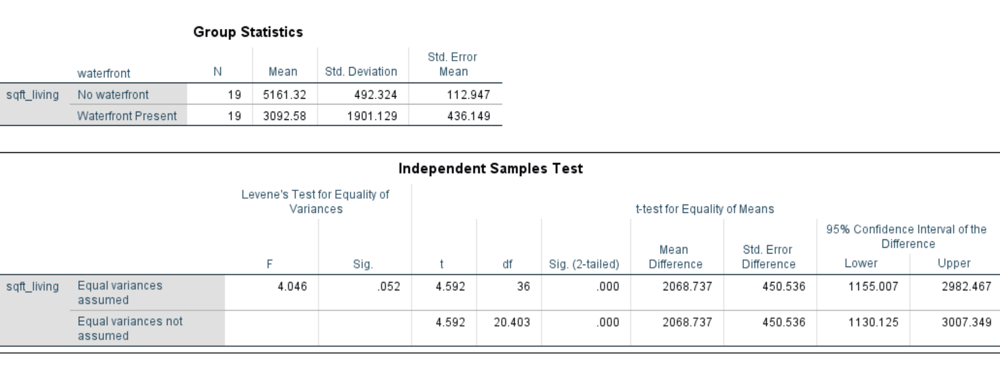 Group Statistics
Std. Error
waterfront N Mean Std. Deviation Mean
sqft_living No waterfront 19 5161.32 492.324 112.947
Waterfront Present 19 3092.58 1901.129 436.149
Independent Samples Test
Levene's Test for Equality of
Variances
t-test for Equality of Means
95% Confidence Interval of the
Difference
Mean Std. Error
F Sig. t df Sig. (2-tailed) Difference Difference Lower Upper
sqft_living Equal variances 4.046 .052 4.592 36 .000 2068.737 450.536 1155.007 2982.467
assumed
Equal variances not 4.592 20.403 .000 2068.737 450.536 1130.125 3007.349
assumed